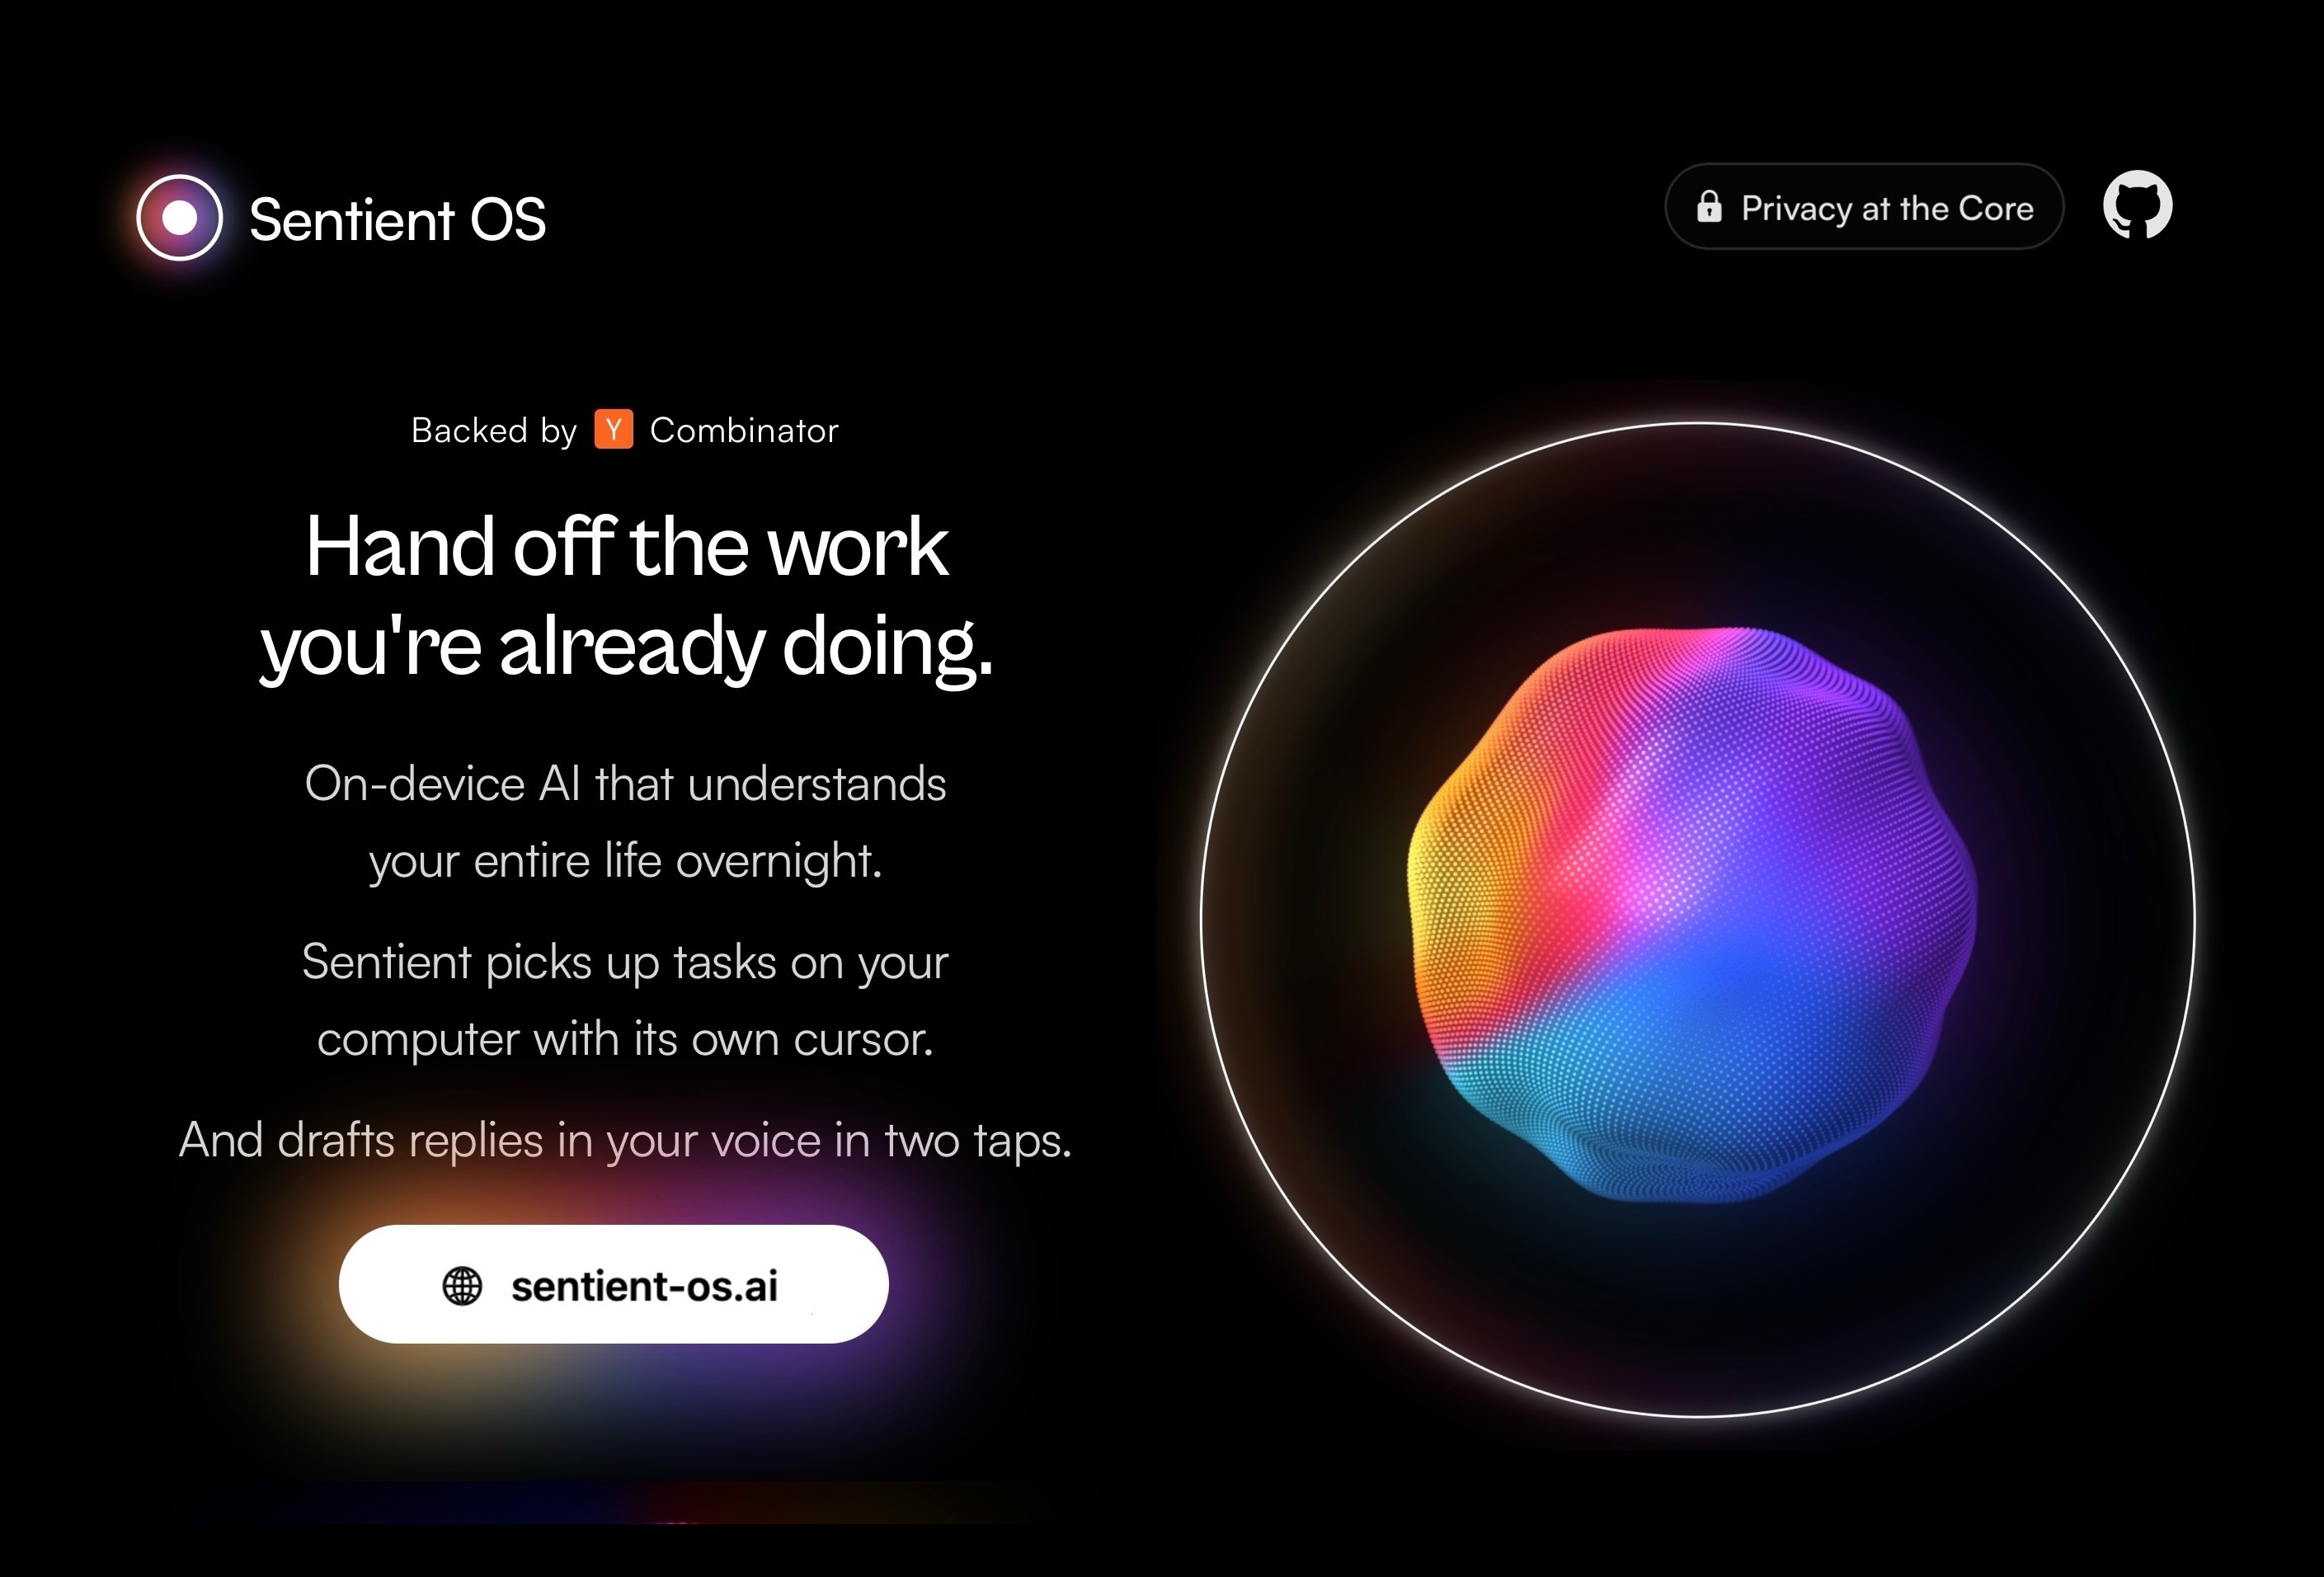 Sentient OS
Privacy at the Core
Backed by Y Combinator
Hand off the work
you're already doing.
On-device AI that understands
your entire life overnight.
Sentient picks up tasks on your
computer with its own cursor.
And drafts replies in your voice in two taps.
sentient-os.ai